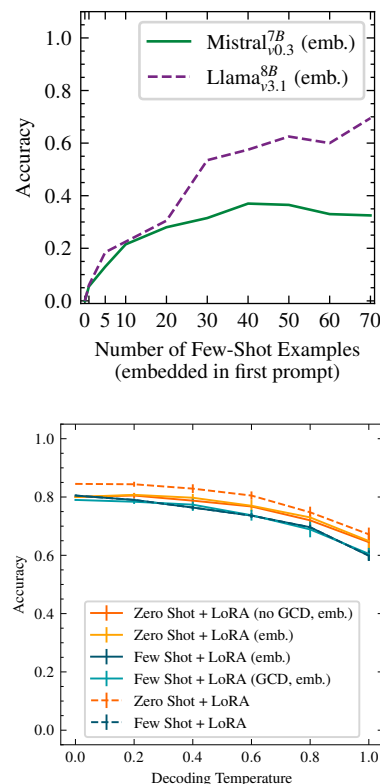 Mistral^{7B}_{v0.3} (emb.)
Llama^{8B}_{v3.1} (emb.)
1.0
0.8
0.6
0.4
0.2
0.0
Accuracy
0 1 5 10 20 30 40 50 60 70
Number of Few-Shot Examples
(embedded in first prompt)
1.0
0.8
0.6
0.4
0.2
0.0
Accuracy
Zero Shot + LoRA (no GCD, emb.)
Zero Shot + LoRA (emb.)
Few Shot + LoRA (emb.)
Few Shot + LoRA (GCD, emb.)
Zero Shot + LoRA
Few Shot + LoRA
0.0 0.2 0.4 0.6 0.8 1.0
Decoding Temperature